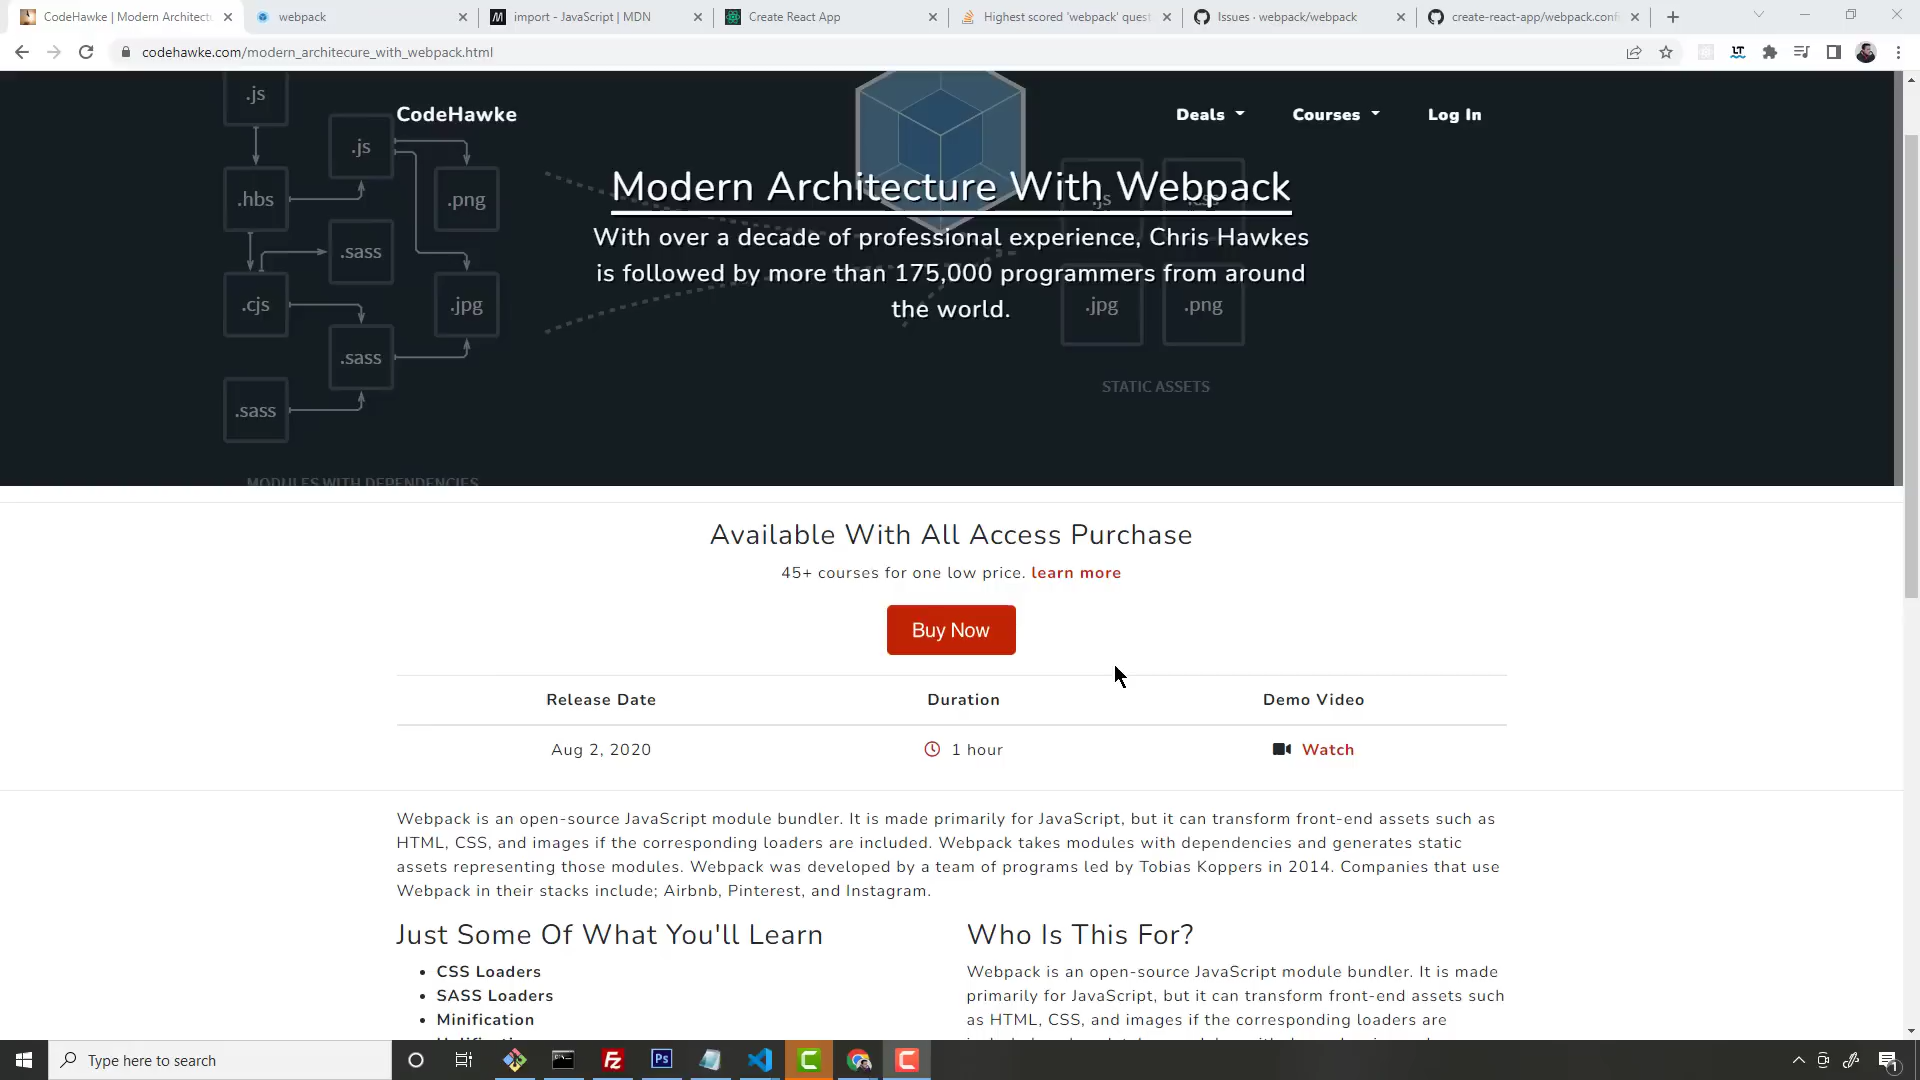 CodeHawke | Modern Architectu
webpack
import - JavaScript | MDN
Create React App
Highest scored 'webpack' quest
Issues · webpack/webpack
create-react-app/webpack.confi
codehawke.com/modern_architecure_with_webpack.html
.js
CodeHawke
Deals
Courses
Log In
.js
.hbs
.png
Modern Architecture With Webpack
.js
With over a decade of professional experience, Chris Hawkes
.sass
is followed by more than 175,000 programmers from around
.cjs
.jpg
the world.
.jpg
.png
.sass
STATIC ASSETS
.sass
MODULES WITH DEPENDENCIES
Available With All Access Purchase
45+ courses for one low price. learn more
Buy Now
Release Date
Duration
Demo Video
Aug 2, 2020
1 hour
Watch
Webpack is an open-source JavaScript module bundler. It is made primarily for JavaScript, but it can transform front-end assets such as
HTML, CSS, and images if the corresponding loaders are included. Webpack takes modules with dependencies and generates static
assets representing those modules. Webpack was developed by a team of programs led by Tobias Koppers in 2014. Companies that use
Webpack in their stacks include; Airbnb, Pinterest, and Instagram.
Just Some Of What You'll Learn
CSS Loaders
SASS Loaders
Minification
Who Is This For?
Webpack is an open-source JavaScript module bundler. It is made
primarily for JavaScript, but it can transform front-end assets such
as HTML, CSS, and images if the corresponding loaders are
Type here to search